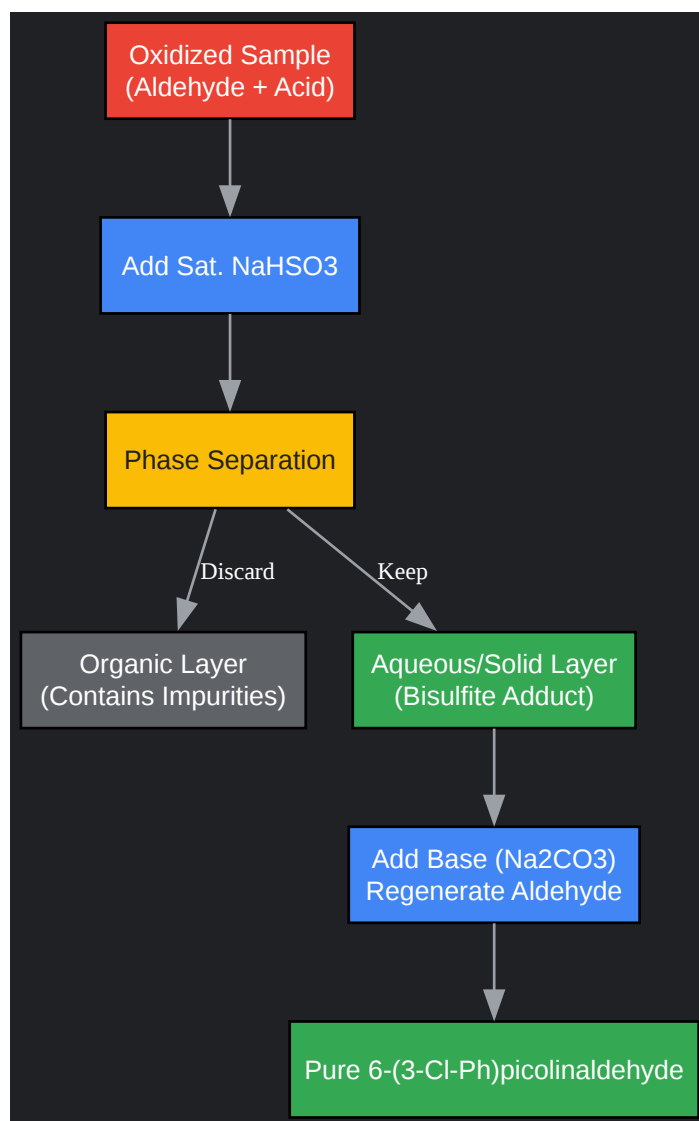 Oxidized Sample
(Aldehyde + Acid)
Add Sat. NaHSO3
Phase Separation
Discard
Keep
Organic Layer
(Contains Impurities)
Aqueous/Solid Layer
(Bisulfite Adduct)
Add Base (Na2CO3)
Regenerate Aldehyde
Pure 6-(3-Cl-Ph)picolinaldehyde